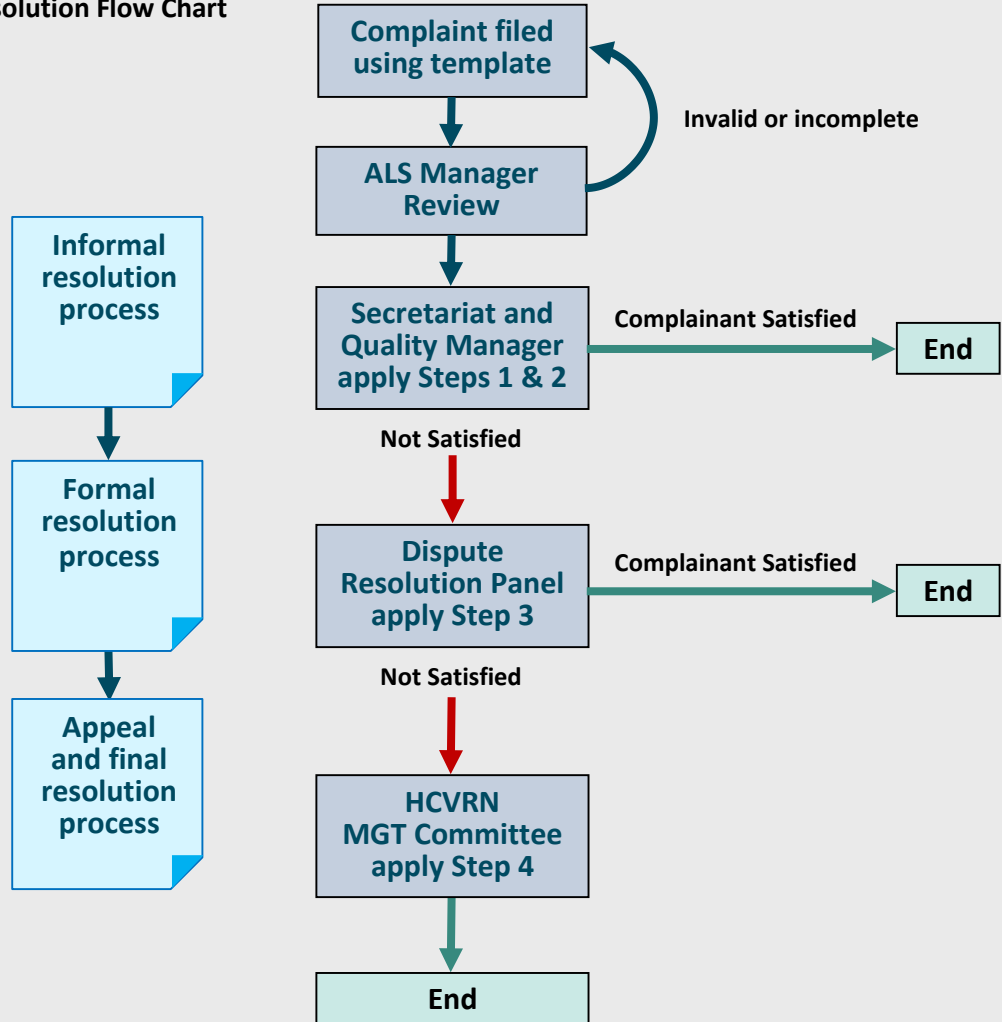 solution Flow Chart
Complaint filed
using template
Invalid or incomplete
ALS Manager
Review
Informal
resolution
process
Secretariat and
Quality Manager
apply Steps 1 & 2
Complainant Satisfied
End
Not Satisfied
Formal
resolution
process
Dispute
Resolution Panel
apply Step 3
Complainant Satisfied
End
Not Satisfied
Appeal
and final
resolution
process
HCVRN
MGT Committee
apply Step 4
End